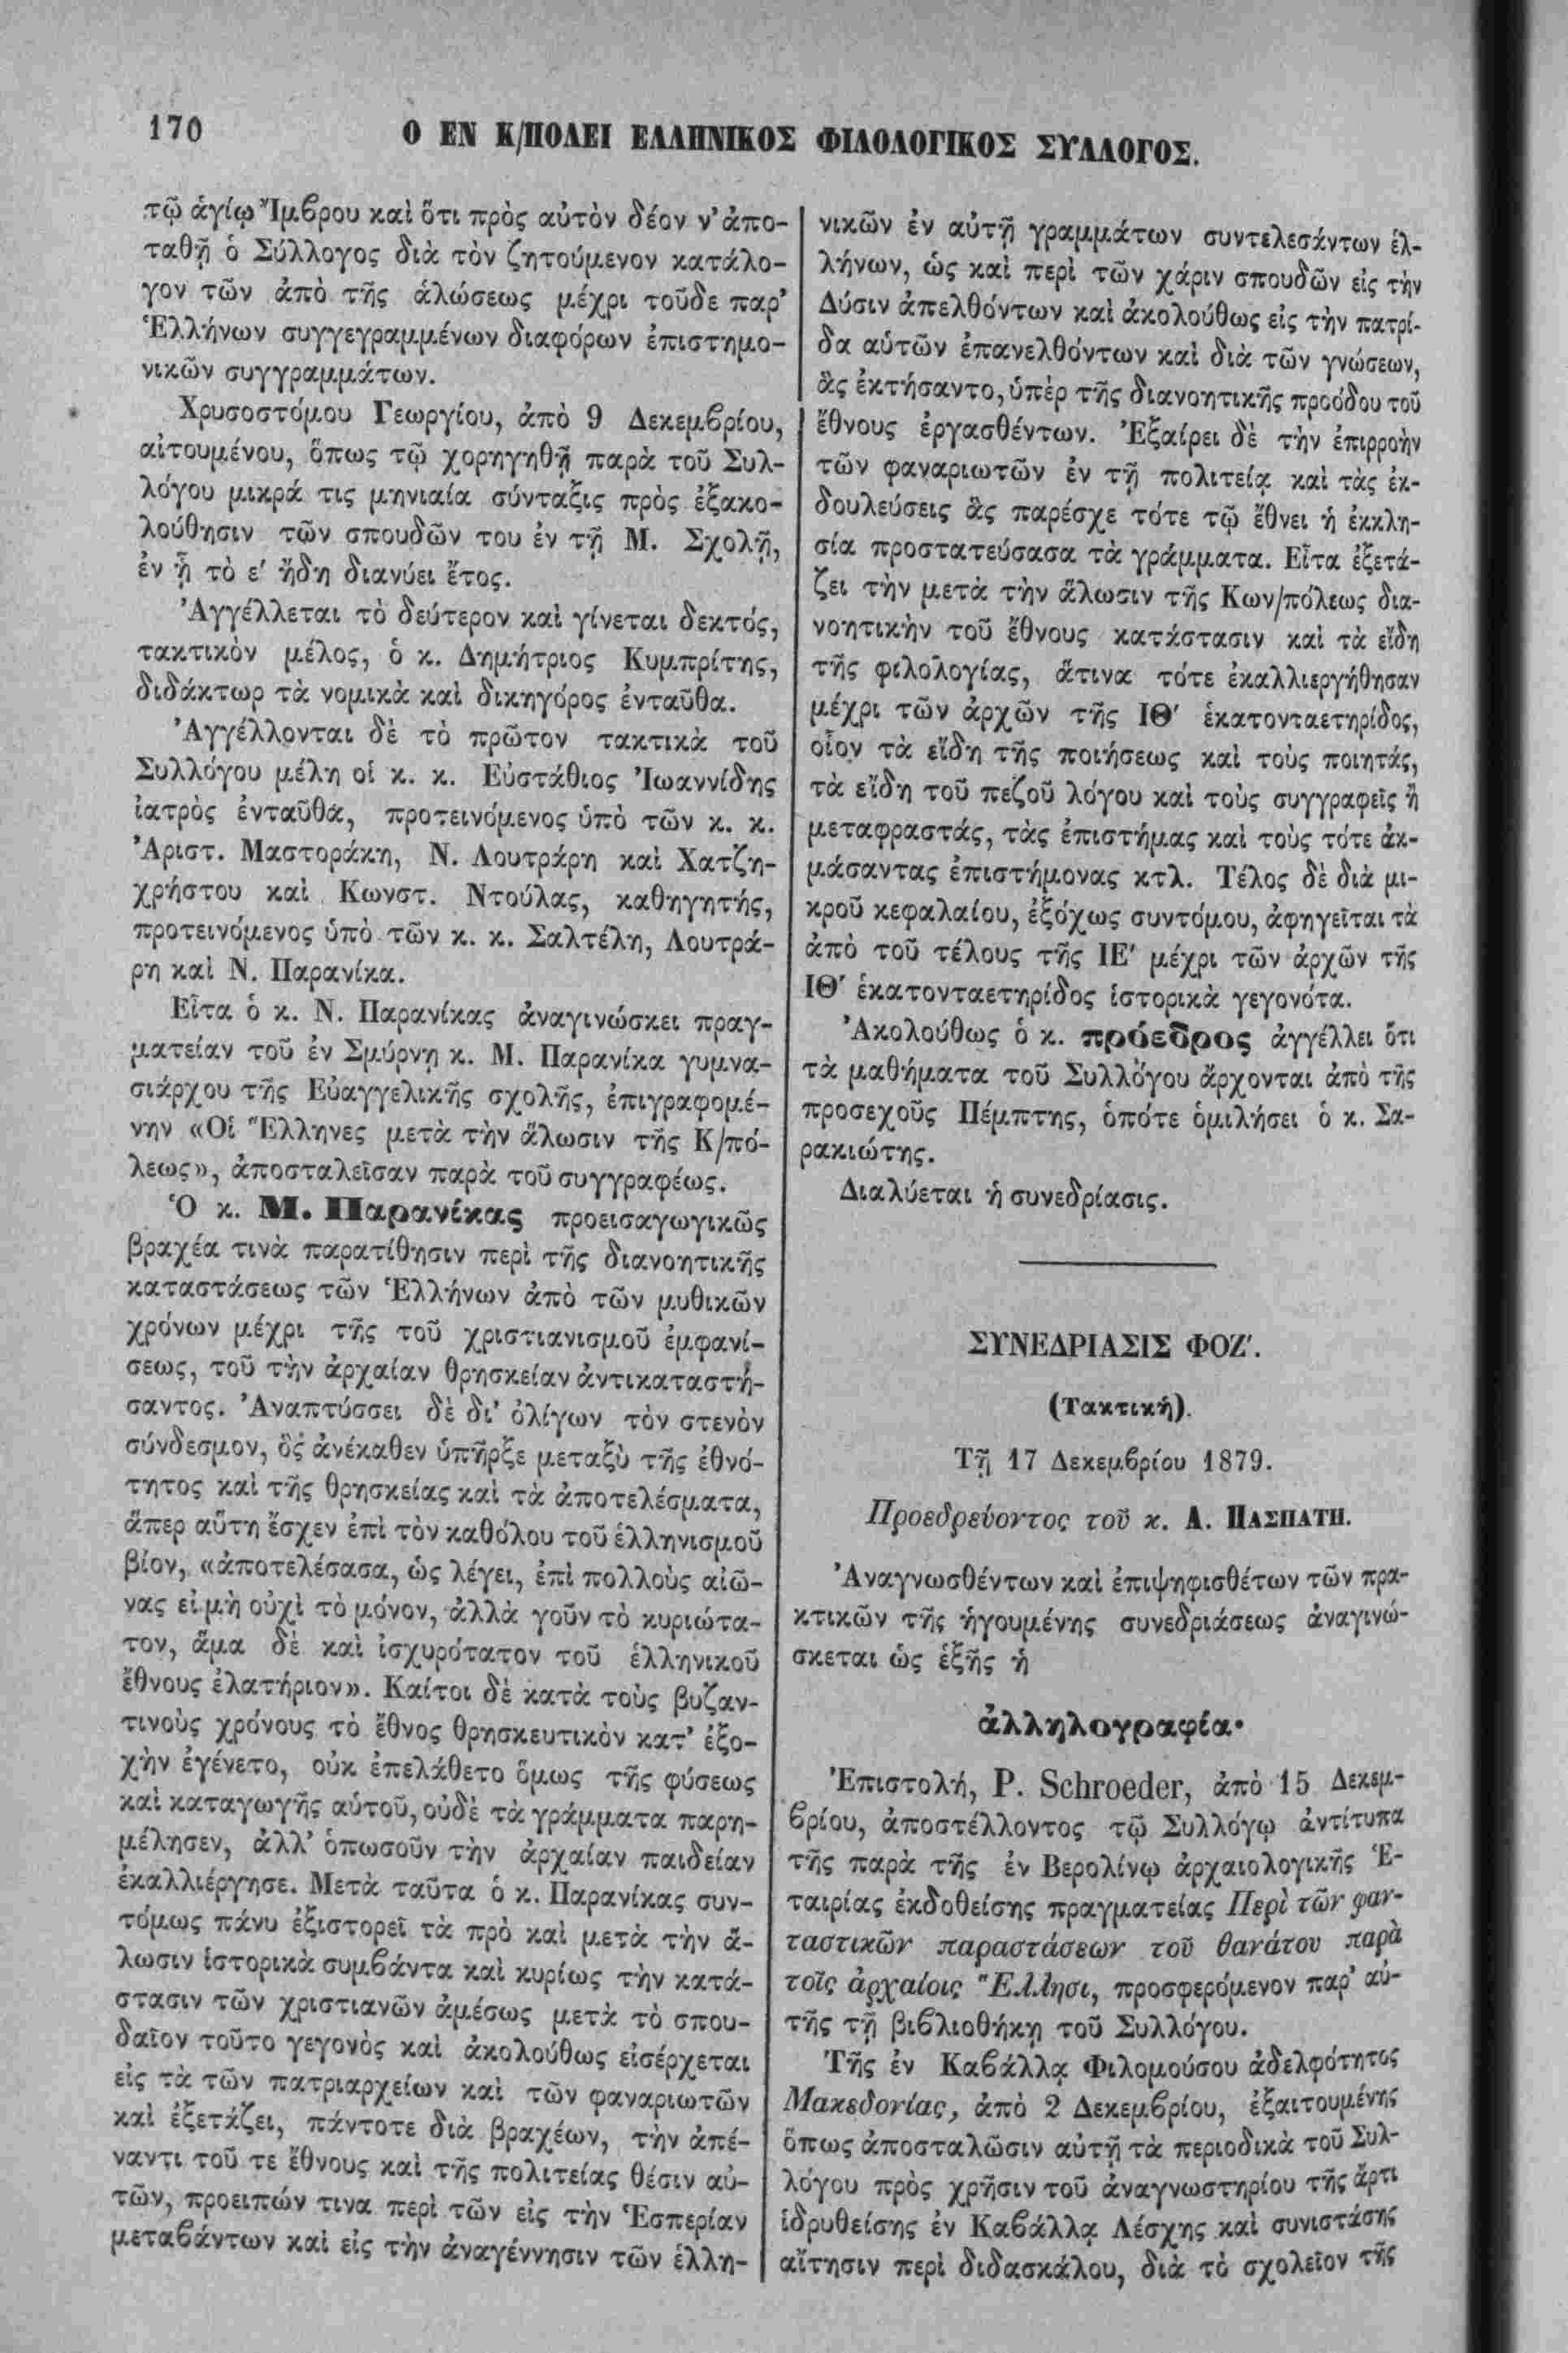 170
Ο ΕΝ Κ/ΠΟΛΕΙ ΕΛΛΗΝΙΚΟΣ ΦΙΛΟΛΟΓΙΚΟΣ ΣΥΛΛΟΓΟΣ.
τῷ ἁγίῳ Ἴμβρου καὶ ὅτι πρὸς αὐτὸν δέον ν' ἀπο-
ταθῇ ὁ Σύλλογος διὰ τὸν ζητούμενον κατάλο-
γον τῶν ἀπὸ τῆς ἁλώσεως μέχρι τοῦδε παρ'
Ἑλλήνων συγγεγραμμένων διαφόρων ἐπιστημο-
νικῶν συγγραμμάτων.
Χρυσοστόμου Γεωργίου, ἀπὸ 9 Δεκεμβρίου,
αἰτουμένου, ὅπως τῷ χορηγηθῇ παρὰ τοῦ Συλ-
λόγου μικρά τις μηνιαία σύνταξις πρὸς ἐξακο-
λούθησιν τῶν σπουδῶν του ἐν τῇ Μ. Σχολῇ,
ἐν ᾗ τὸ ε' ἤδη διανύει ἔτος.
Ἀγγέλλεται τὸ δεύτερον καὶ γίνεται δεκτός,
τακτικὸν μέλος, ὁ κ. Δημήτριος Κυμπρίτης,
διδάκτωρ τὰ νομικὰ καὶ δικηγόρος ἐνταῦθα.
Ἀγγέλλονται δὲ τὸ πρῶτον τακτικὰ τοῦ
Συλλόγου μέλη οἱ κ. κ. Εὐστάθιος Ἰωαννίδης
ἰατρὸς ἐνταῦθα, προτεινόμενος ὑπὸ τῶν κ. κ.
Ἀριστ. Μαστοράκη, Ν. Λουτράρη καὶ Χατζη-
χρήστου καὶ Κωνστ. Ντούλας, καθηγητής,
προτεινόμενος ὑπὸ τῶν κ. κ. Σαλτέλη, Λουτρά-
ρη καὶ Ν. Παρανίκα.
Εἶτα ὁ κ. Ν. Παρανίκας ἀναγινώσκει πραγ-
ματείαν τοῦ ἐν Σμύρνῃ κ. Μ. Παρανίκα γυμνα-
σιάρχου τῆς Εὐαγγελικῆς σχολῆς, ἐπιγραφομέ-
νην «Οἱ Ἕλληνες μετὰ τὴν ἅλωσιν τῆς Κ/πό-
λεως», ἀποσταλεῖσαν παρὰ τοῦ συγγραφέως.
Ὁ κ. Μ. Παρανίκας προεισαγωγικῶς
βραχέα τινὰ παρατίθησιν περὶ τῆς διανοητικῆς
καταστάσεως τῶν Ἑλλήνων ἀπὸ τῶν μυθικῶν
χρόνων μέχρι τῆς τοῦ χριστιανισμοῦ ἐμφανί-
σεως, τοῦ τὴν ἀρχαίαν θρησκείαν ἀντικαταστή-
σαντος. Ἀναπτύσσει δὲ δι' ὀλίγων τὸν στενὸν
σύνδεσμον, ὃς ἀνέκαθεν ὑπῆρξε μεταξὺ τῆς ἐθνό-
τητος καὶ τῆς θρησκείας καὶ τὰ ἀποτελέσματα,
ἅπερ αὕτη ἔσχεν ἐπὶ τὸν καθόλου τοῦ ἑλληνισμοῦ
βίον, «ἀποτελέσασα, ὡς λέγει, ἐπὶ πολλοὺς αἰῶ-
νας εἰ μὴ οὐχὶ τὸ μόνον, ἀλλὰ γοῦν τὸ κυριώτα-
τον, ἅμα δὲ καὶ ἰσχυρότατον τοῦ ἑλληνικοῦ
ἔθνους ἐλατήριον». Καίτοι δὲ κατὰ τοὺς βυζαν-
τινοὺς χρόνους τὸ ἔθνος θρησκευτικὸν κατ' ἐξο-
χὴν ἐγένετο, οὐκ ἐπελάθετο ὅμως τῆς φύσεως
καὶ καταγωγῆς αὑτοῦ, οὐδὲ τὰ γράμματα παρη-
μέλησεν, ἀλλ' ὁπωσοῦν τὴν ἀρχαίαν παιδείαν
ἐκαλλιέργησε. Μετὰ ταῦτα ὁ κ. Παρανίκας συν-
τόμως πάνυ ἐξιστορεῖ τὰ πρὸ καὶ μετὰ τὴν ἅ-
λωσιν ἱστορικὰ συμβάντα καὶ κυρίως τὴν κατά-
στασιν τῶν χριστιανῶν ἀμέσως μετὰ τὸ σπου-
δαῖον τοῦτο γεγονὸς καὶ ἀκολούθως εἰσέρχεται
εἰς τὰ τῶν πατριαρχείων καὶ τῶν φαναριωτῶν
καὶ ἐξετάζει, πάντοτε διὰ βραχέων, τὴν ἀπέ-
ναντι τοῦ τε ἔθνους καὶ τῆς πολιτείας θέσιν αὐ-
τῶν, προειπών τινα περὶ τῶν εἰς τὴν Ἑσπερίαν
μεταβάντων καὶ εἰς τὴν ἀναγέννησιν τῶν ἑλλη-
νικῶν ἐν αὐτῇ γραμμάτων συντελεσάντων ἑλ-
λήνων, ὡς καὶ περὶ τῶν χάριν σπουδῶν εἰς τὴν
Δύσιν ἀπελθόντων καὶ ἀκολούθως εἰς τὴν πατρί-
δα αὑτῶν ἐπανελθόντων καὶ διὰ τῶν γνώσεων,
ἃς ἐκτήσαντο, ὑπὲρ τῆς διανοητικῆς προόδου τοῦ
ἔθνους ἐργασθέντων. Ἐξαίρει δὲ τὴν ἐπιρροὴν
τῶν φαναριωτῶν ἐν τῇ πολιτείᾳ καὶ τὰς ἐκ-
δουλεύσεις ἃς παρέσχε τότε τῷ ἔθνει ἡ ἐκκλη-
σία προστατεύσασα τὰ γράμματα. Εἶτα ἐξετά-
ζει τὴν μετὰ τὴν ἅλωσιν τῆς Κων/πόλεως δια-
νοητικὴν τοῦ ἔθνους κατάστασιν καὶ τὰ εἴδη
τῆς φιλολογίας, ἅτινα τότε ἐκαλλιεργήθησαν
μέχρι τῶν ἀρχῶν τῆς ΙΘ' ἑκατονταετηρίδος,
οἷον τὰ εἴδη τῆς ποιήσεως καὶ τοὺς ποιητάς,
τὰ εἴδη τοῦ πεζοῦ λόγου καὶ τοὺς συγγραφεῖς ἢ
μεταφραστάς, τὰς ἐπιστήμας καὶ τοὺς τότε ἀκ-
μάσαντας ἐπιστήμονας κτλ. Τέλος δὲ διὰ μι-
κροῦ κεφαλαίου, ἐξόχως συντόμου, ἀφηγεῖται τὰ
ἀπὸ τοῦ τέλους τῆς ΙΕ' μέχρι τῶν ἀρχῶν τῆς
ΙΘ' ἑκατονταετηρίδος ἱστορικὰ γεγονότα.
Ἀκολούθως ὁ κ. πρόεδρος ἀγγέλλει ὅτι
τὰ μαθήματα τοῦ Συλλόγου ἄρχονται ἀπὸ τῆς
προσεχοῦς Πέμπτης, ὁπότε ὁμιλήσει ὁ κ. Σα-
ρακιώτης.
Διαλύεται ἡ συνεδρίασις.
ΣΥΝΕΔΡΙΑΣΙΣ ΦΟΖ'.
(Τακτική).
Τῇ 17 Δεκεμβρίου 1879.
Προεδρεύοντος τοῦ κ. Α. ΠΑΣΠΑΤΗ.
Ἀναγνωσθέντων καὶ ἐπιψηφισθέτων τῶν πρα-
κτικῶν τῆς ἡγουμένης συνεδριάσεως ἀναγινώ-
σκεται ὡς ἑξῆς ἡ
ἀλληλογραφία·
Ἐπιστολή, P. Schroeder, ἀπὸ 15 Δεκεμ-
βρίου, ἀποστέλλοντος τῷ Συλλόγῳ ἀντίτυπα
τῆς παρὰ τῆς ἐν Βερολίνῳ ἀρχαιολογικῆς Ἑ-
ταιρίας ἐκδοθείσης πραγματείας Περὶ τῶν φαν-
ταστικῶν παραστάσεων τοῦ θανάτου παρὰ
τοῖς ἀρχαίοις Ἕλλησι, προσφερόμενον παρ' αὐ-
τῆς τῇ βιβλιοθήκῃ τοῦ Συλλόγου.
Τῆς ἐν Καβάλλᾳ Φιλομούσου ἀδελφότητος
Μακεδονίας, ἀπὸ 2 Δεκεμβρίου, ἐξαιτουμένης
ὅπως ἀποσταλῶσιν αὐτῇ τὰ περιοδικὰ τοῦ Συλ-
λόγου πρὸς χρῆσιν τοῦ ἀναγνωστηρίου τῆς ἄρτι
ἱδρυθείσης ἐν Καβάλλᾳ Λέσχης καὶ συνιστάσης
αἴτησιν περὶ διδασκάλου, διὰ τὸ σχολεῖον τῆς